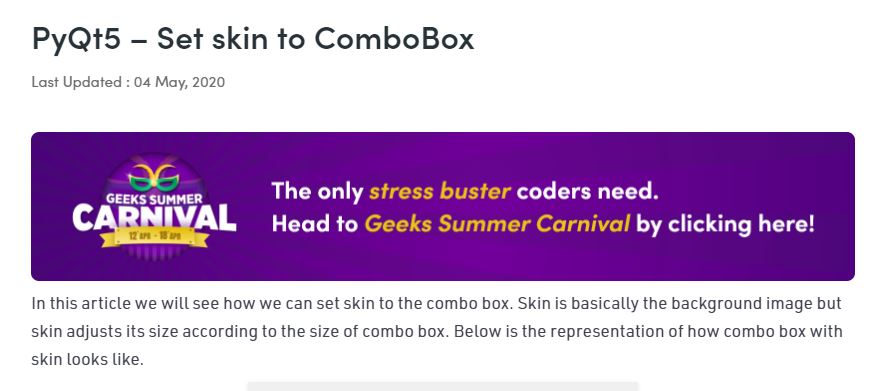 PyQt5 – Set skin to ComboBox
Last Updated : 04 May, 2020
GEEKS SUMMER
CARNIVAL
12 APR - 18 APR
The only stress buster coders need.
Head to Geeks Summer Carnival by clicking here!
In this article we will see how we can set skin to the combo box. Skin is basically the background image but
skin adjusts its size according to the size of combo box. Below is the representation of how combo box with
skin looks like.